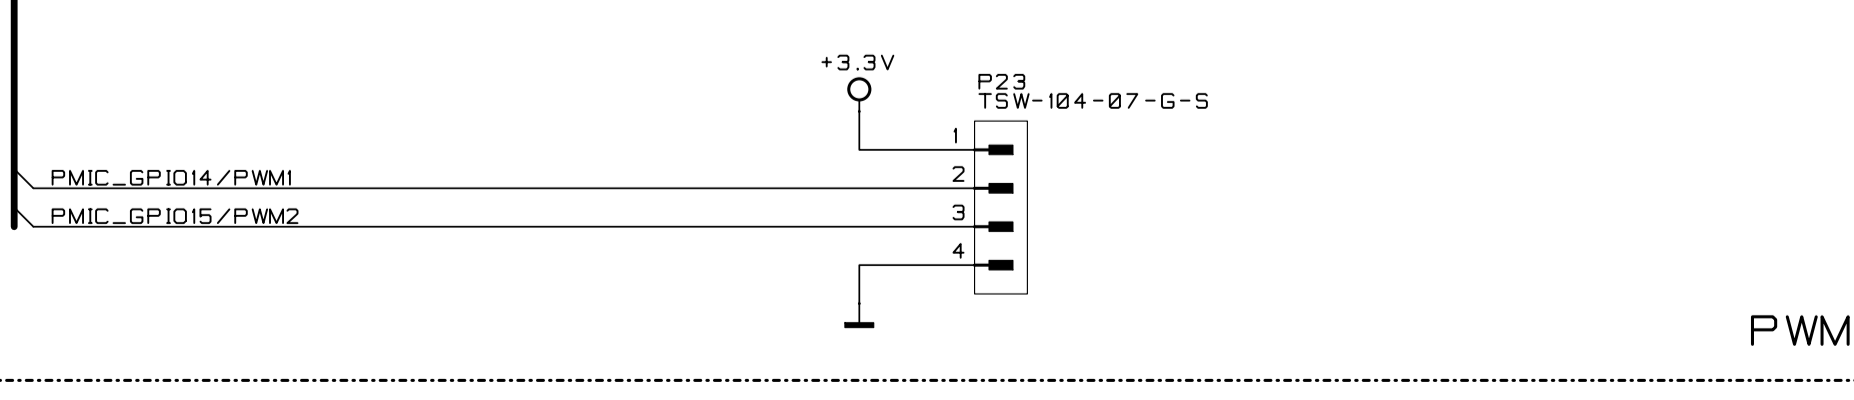 +3.3V
P23
TSW-104-07-G-S
1
PMIC_GPIO14/PWM1
2
PMIC_GPIO15/PWM2
3
4
PWM